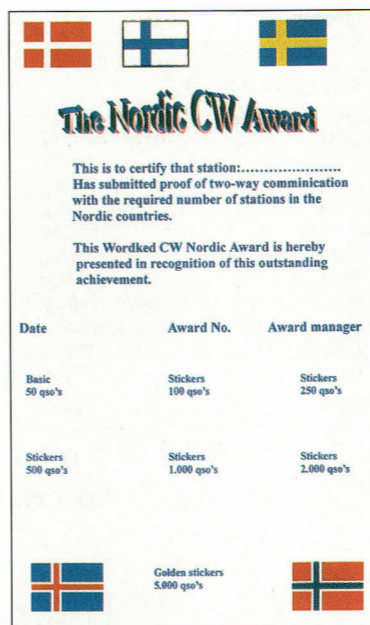 The Nordic CW Award
This is to certify that station:......................
Has submitted proof of two-way comminication
with the required number of stations in the
Nordic countries.
This Wordked CW Nordic Award is hereby
presented in recognition of this outstanding
achievement.
Date Award No. Award manager
Basic Stickers Stickers
50 qso's 100 qso's 250 qso's
Stickers Stickers Stickers
500 qso's 1.000 qso's 2.000 qso's
Golden stickers
5.000 qso's